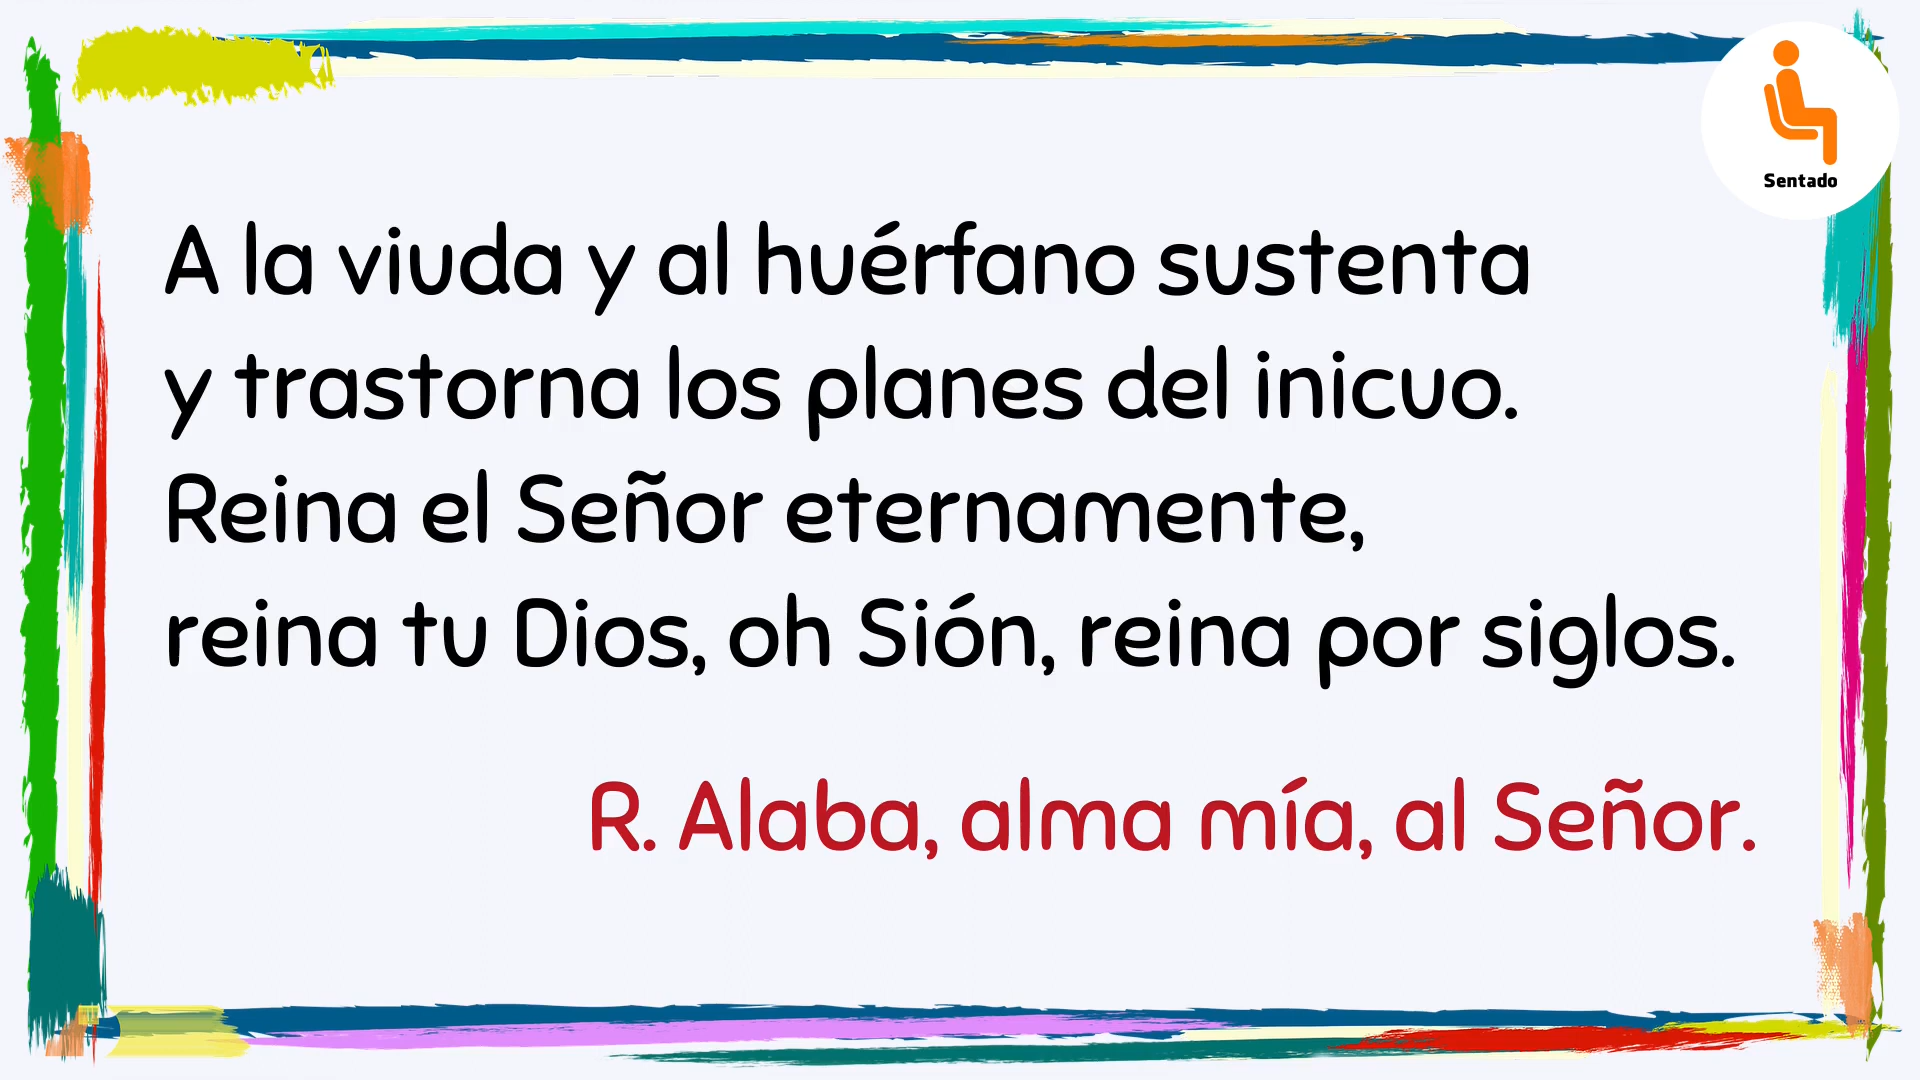 Sentado
A la viuda y al huérfano sustenta
y trastorna los planes del inicuo.
Reina el Señor eternamente,
reina tu Dios, oh Sión, reina por siglos.
R. Alaba, alma mía, al Señor.